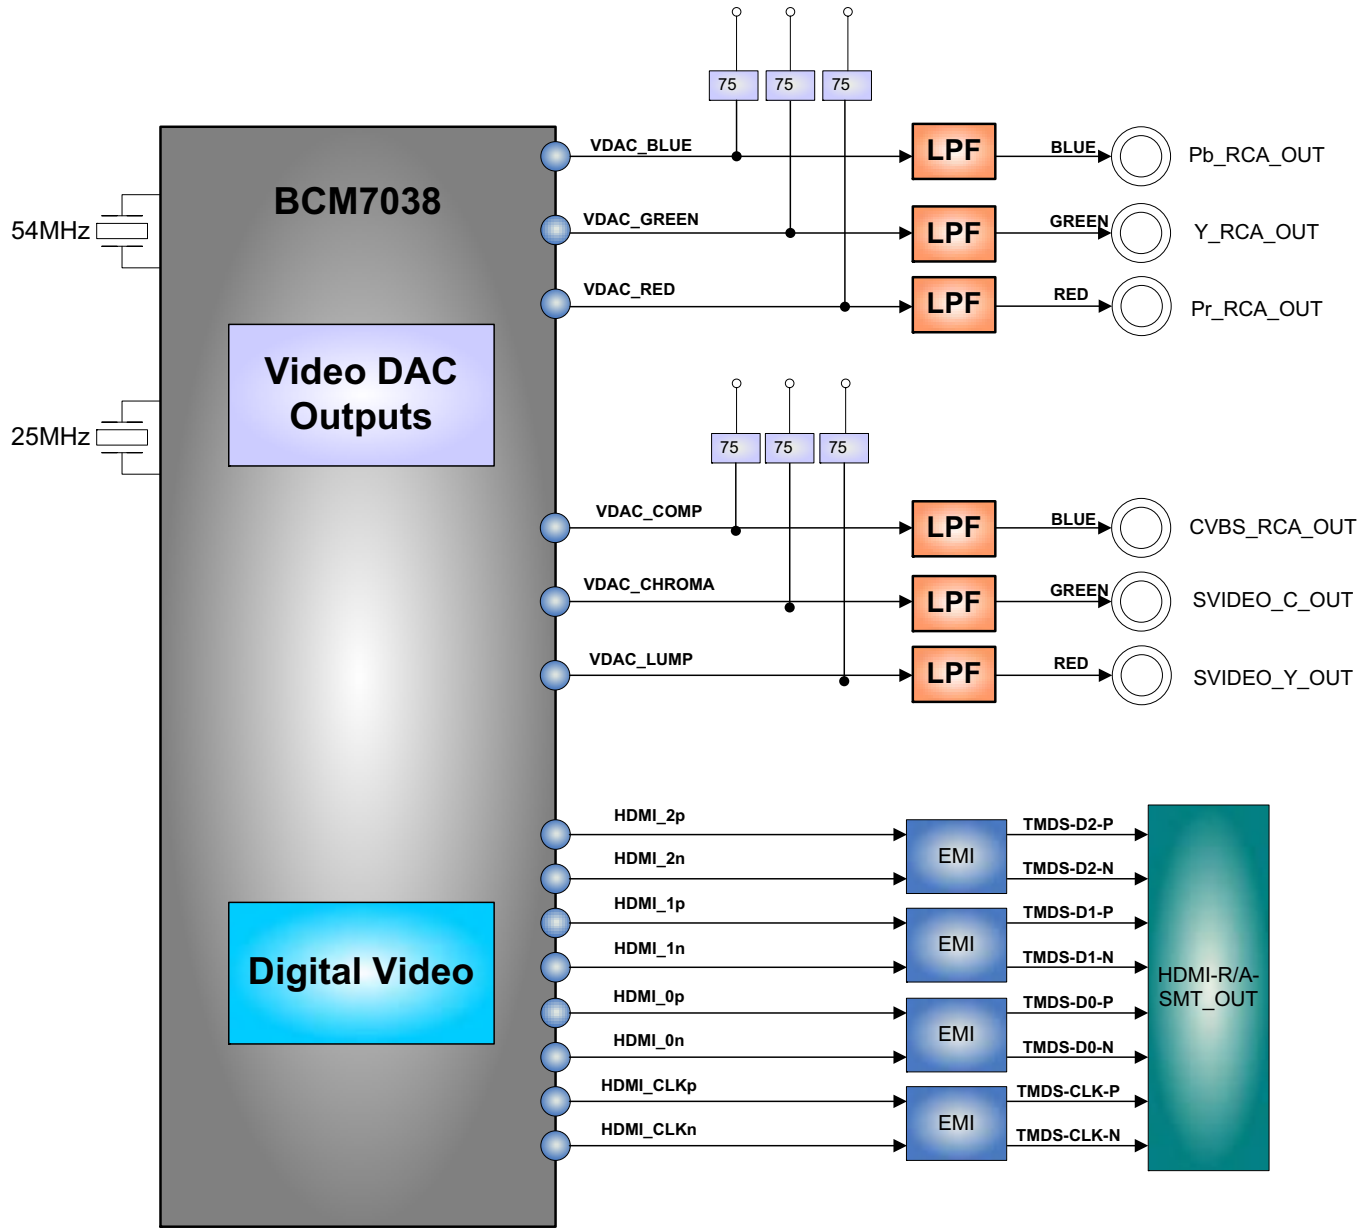 75 75 75
VDAC_BLUE LPF BLUE Pb_RCA_OUT
BCM7038
54MHz
VDAC_GREEN LPF GREEN Y_RCA_OUT
VDAC_RED LPF RED Pr_RCA_OUT
Video DAC
Outputs
25MHz
75 75 75
VDAC_COMP LPF BLUE CVBS_RCA_OUT
VDAC_CHROMA LPF GREEN SVIDEO_C_OUT
VDAC_LUMP LPF RED SVIDEO_Y_OUT
HDMI_2p TMDS-D2-P
EMI
HDMI_2n TMDS-D2-N
HDMI_1p TMDS-D1-P
EMI
HDMI_1n TMDS-D1-N
Digital Video
HDMI-R/A-
SMT_OUT
HDMI_0p TMDS-D0-P
EMI
HDMI_0n TMDS-D0-N
HDMI_CLKp TMDS-CLK-P
EMI
HDMI_CLKn TMDS-CLK-N